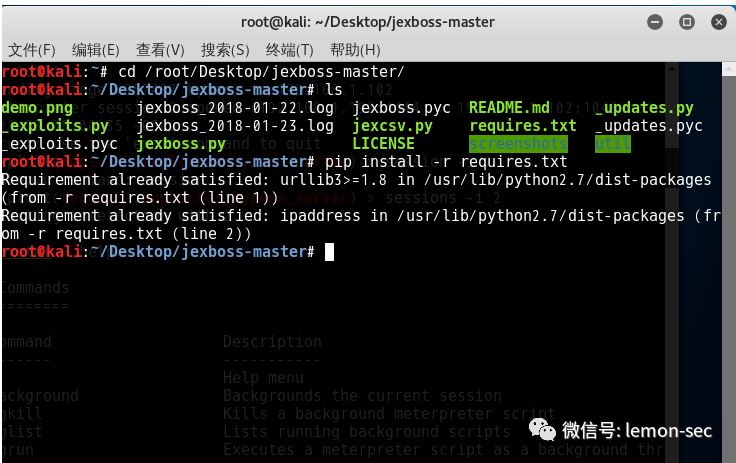 root@kali: ~/Desktop/jexboss-master
文件(F) 编辑(E) 查看(V) 搜索(S) 终端(T) 帮助(H)
root@kali:~# cd /root/Desktop/jexboss-master/
root@kali:~/Desktop/jexboss-master# ls
demo.png jexboss_2018-01-22.log jexboss.pyc README.md _updates.py
_exploits.py jexboss_2018-01-23.log jexcsv.py requires.txt _updates.pyc
_exploits.pyc jexboss.py LICENSE screenshots util
root@kali:~/Desktop/jexboss-master# pip install -r requires.txt
Requirement already satisfied: urllib3>=1.8 in /usr/lib/python2.7/dist-packages
(from -r requires.txt (line 1))
Requirement already satisfied: ipaddress in /usr/lib/python2.7/dist-packages (fr
om -r requires.txt (line 2))
root@kali:~/Desktop/jexboss-master#
Commands
========
ommand Description
------ -----------
Help menu
ackground Backgrounds the current session
gkill Kills a background meterpreter script
glist Lists running background scripts
grun Executes a meterpreter script as a background thr
微信号: lemon-sec